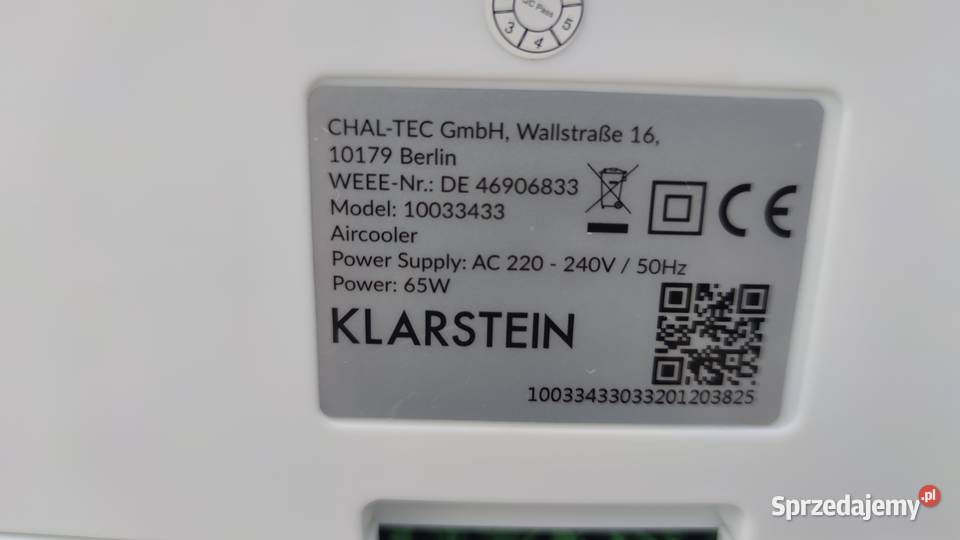 QC Pass
3
4
5
CHAL-TEC GmbH, Wallstraße 16,
10179 Berlin
WEEE-Nr.: DE 46906833
Model: 10033433
Aircooler
Power Supply: AC 220 - 240V / 50Hz
Power: 65W
CE
KLARSTEIN
10033433033201203825
Sprzedajemy.pl